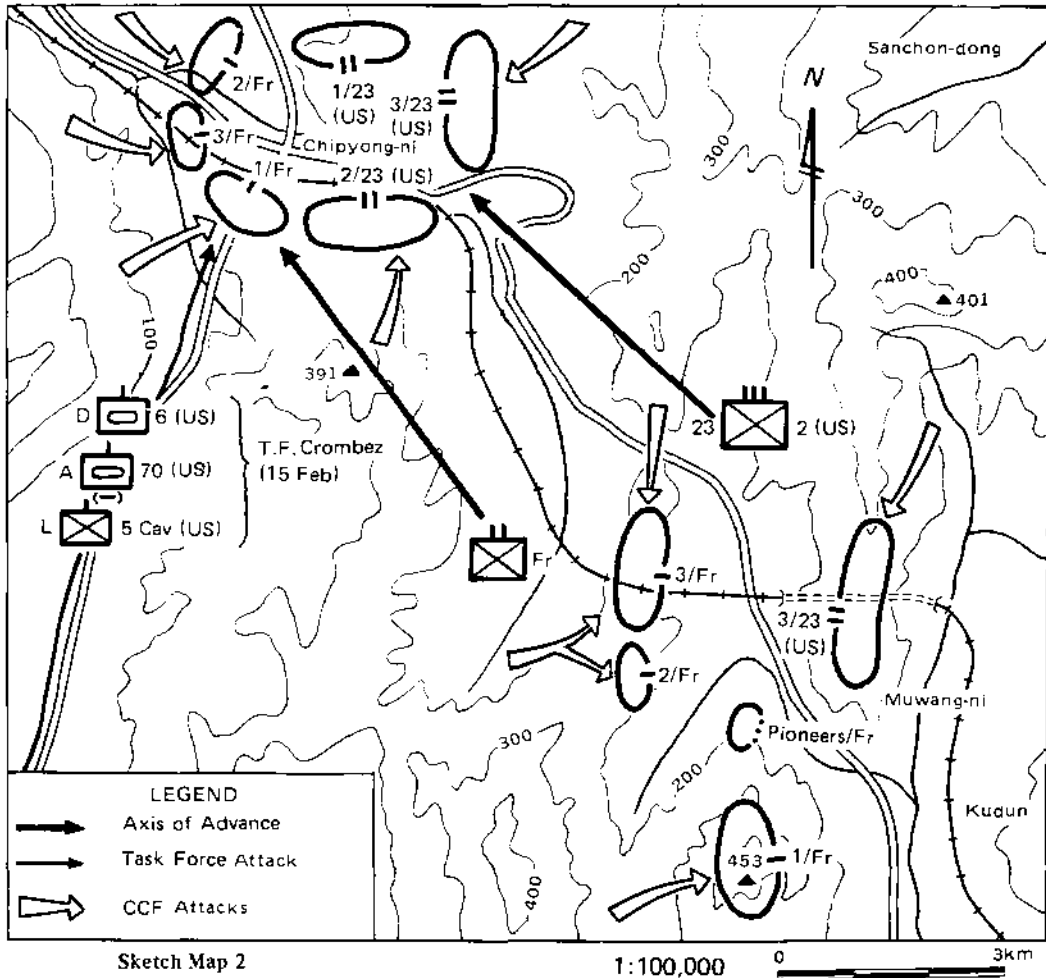 2/Fr
1/23
(US)
3/23
(US)
Sanchon-dong
N
3/Fr
Chipyong-ni
1/Fr
2/23 (US)
300
300
200
400
401
100
391
D 6 (US)
A 70 (US)
(-)
L 5 Cav (US)
T.F. Crombez
(15 Feb)
23 2 (US)
Fr
3/Fr
3/23
(US)
2/Fr
Muwang-ni
Pioneers/Fr
300
200
Kudun
453
1/Fr
400
LEGEND
Axis of Advance
Task Force Attack
CCF Attacks
Sketch Map 2
1:100,000
0 3km